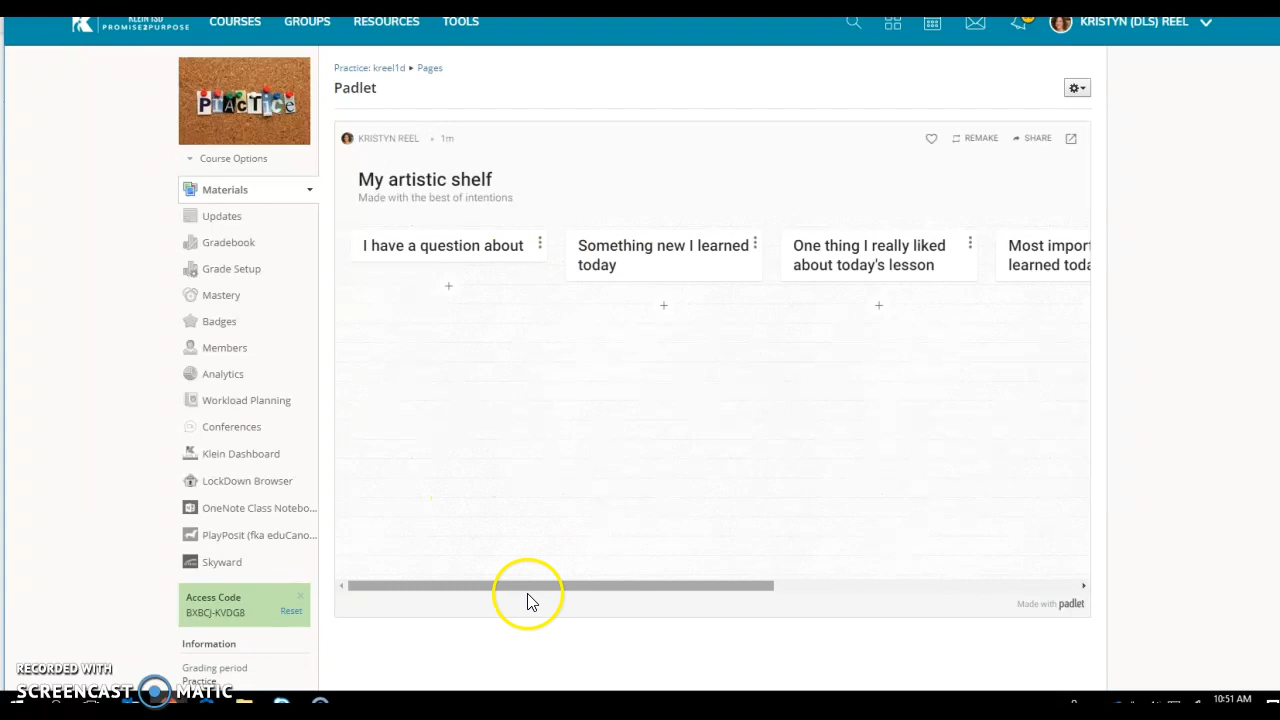 KLEIN ISD
PROMISE2PURPOSE
COURSES GROUPS RESOURCES TOOLS
KRISTYN (DLS) REEL
PRACTICE
Course Options
Materials
Updates
Gradebook
Grade Setup
Mastery
Badges
Members
Analytics
Workload Planning
Conferences
Klein Dashboard
LockDown Browser
OneNote Class Notebo...
PlayPosit (fka eduCano...
Skyward
Access Code
BXBCJ-KVDG8 Reset
Information
Grading period
Practice
Practice: kreel1d ▸ Pages
Padlet
KRISTYN REEL 1m
REMAKE SHARE
My artistic shelf
Made with the best of intentions
I have a question about
Something new I learned
today
One thing I really liked
about today's lesson
Most import
learned toda
Made with padlet
RECORDED WITH
SCREENCAST MATIC
10:51 AM